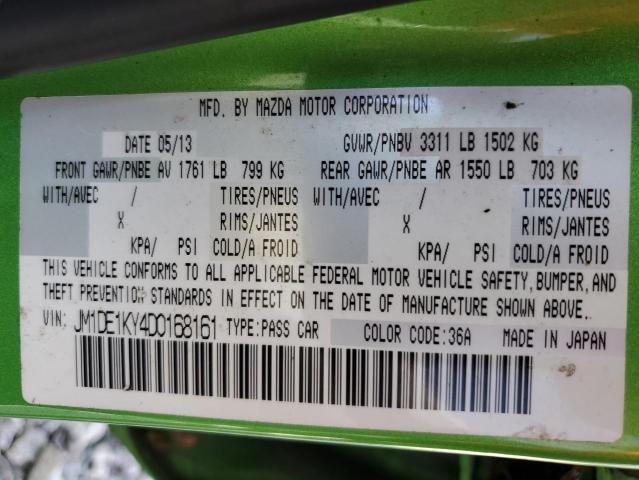 MFD. BY MAZDA MOTOR CORPORATION
DATE 05/13 GVWR/PNBV 3311 LB 1502 KG
FRONT GAWR/PNBE AV 1761 LB 799 KG REAR GAWR/PNBE AR 1550 LB 703 KG
WITH/AVEC / TIRES/PNEUS WITH/AVEC / TIRES/PNEUS
X RIMS/JANTES X RIMS/JANTES
KPA/ PSI COLD/A FROID KPA/ PSI COLD/A FROID
THIS VEHICLE CONFORMS TO ALL APPLICABLE FEDERAL MOTOR VEHICLE SAFETY, BUMPER, AND
THEFT PREVENTION STANDARDS IN EFFECT ON THE DATE OF MANUFACTURE SHOWN ABOVE.
VIN: JM1DE1KY4D0168161 TYPE:PASS CAR COLOR CODE:36A MADE IN JAPAN